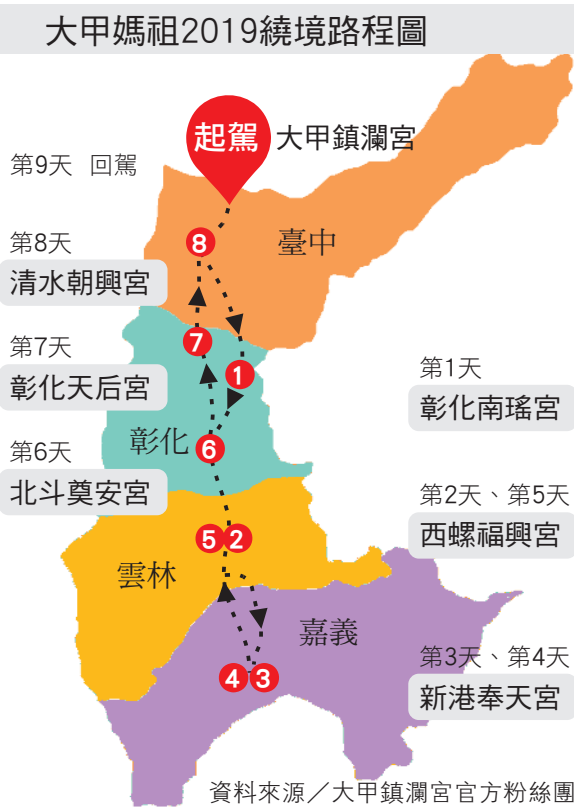 大甲媽祖2019繞境路程圖
起駕
大甲鎮瀾宮
第9天 回駕
第8天
清水朝興宮
第7天
彰化天后宮
第6天
北斗奠安宮
臺中
彰化
雲林
嘉義
8
7
1
6
5 2
4 3
第1天
彰化南瑤宮
第2天、第5天
西螺福興宮
第3天、第4天
新港奉天宮
資料來源／大甲鎮瀾宮官方粉絲團